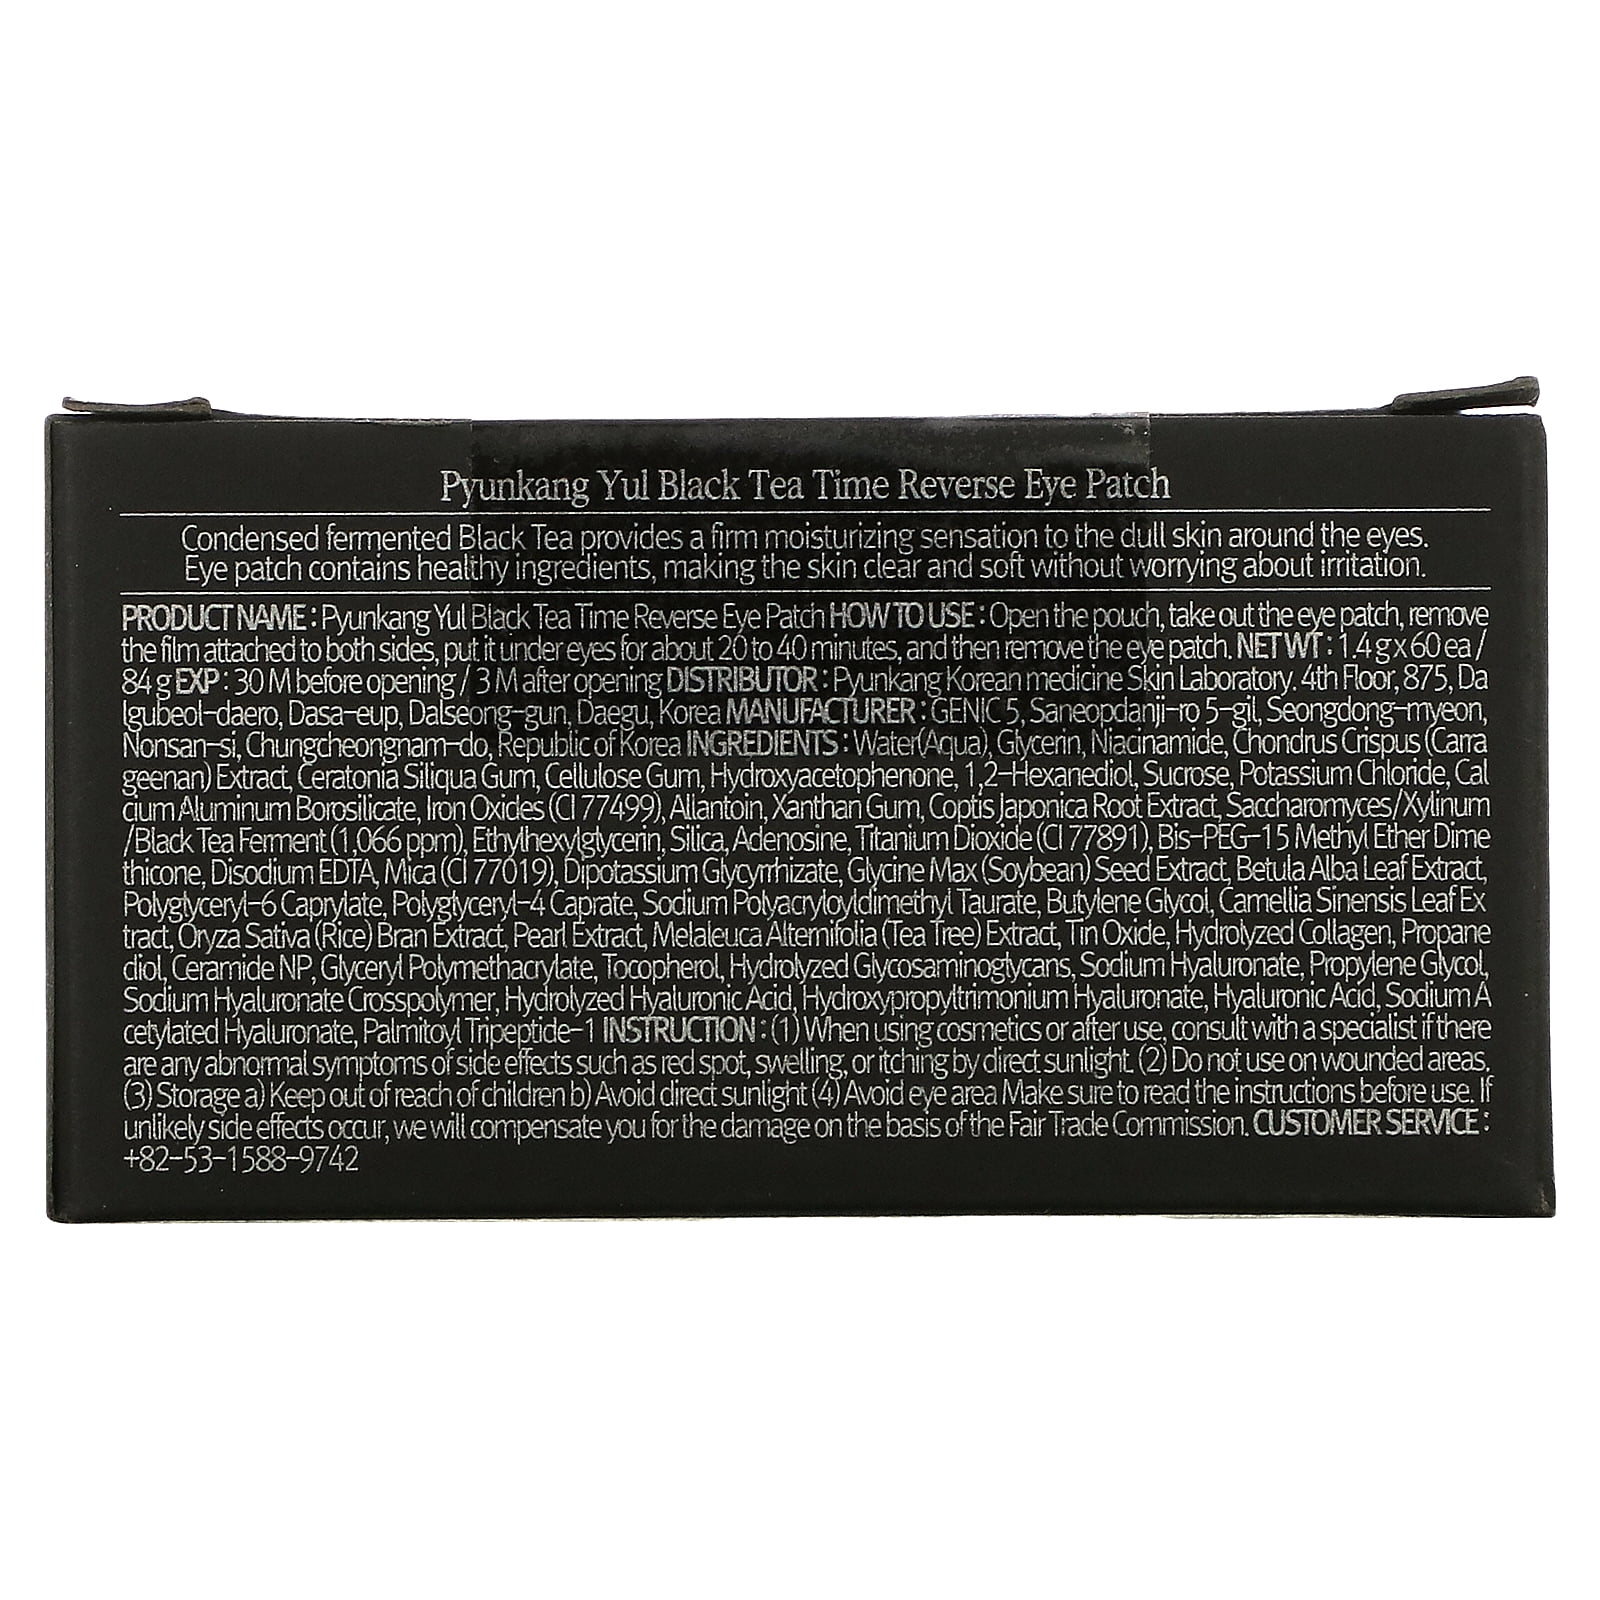 Pyunkang Yul Black Tea Time Reverse Eye Patch
Condensed fermented Black Tea provides a firm moisturizing sensation to the dull skin around the eyes.
Eye patch contains healthy ingredients, making the skin clear and soft without worrying about irritation.
PRODUCT NAME : Pyunkang Yul Black Tea Time Reverse Eye Patch HOW TO USE : Open the pouch, take out the eye patch, remove
the film attached to both sides, put it under eyes for about 20 to 40 minutes, and then remove the eye patch. NET WT : 1.4 g x 60 ea /
84 g EXP : 30 M before opening / 3 M after opening DISTRIBUTOR : Pyunkang Korean medicine Skin Laboratory. 4th Floor, 875, Da
lgubeol-daero, Dasa-eup, Dalseong-gun, Daegu, Korea MANUFACTURER : GENIC 5, Saneopdanji-ro 5-gil, Seongdong-myeon,
Nonsan-si, Chungcheongnam-do, Republic of Korea INGREDIENTS : Water(Aqua), Glycerin, Niacinamide, Chondrus Crispus (Carra
geenan) Extract, Ceratonia Siliqua Gum, Cellulose Gum, Hydroxyacetophenone, 1,2-Hexanediol, Sucrose, Potassium Chloride, Cal
cium Aluminum Borosilicate, Iron Oxides (CI 77499), Allantoin, Xanthan Gum, Coptis Japonica Root Extract, Saccharomyces/Xylinum
/Black Tea Ferment (1,066 ppm), Ethylhexylglycerin, Silica, Adenosine, Titanium Dioxide (CI 77891), Bis-PEG-15 Methyl Ether Dime
thicone, Disodium EDTA, Mica (CI 77019), Dipotassium Glycyrrhizate, Glycine Max (Soybean) Seed Extract, Betula Alba Leaf Extract,
Polyglyceryl-6 Caprylate, Polyglyceryl-4 Caprate, Sodium Polyacryloyldimethyl Taurate, Butylene Glycol, Camellia Sinensis Leaf Ex
tract, Oryza Sativa (Rice) Bran Extract, Pearl Extract, Melaleuca Alternifolia (Tea Tree) Extract, Tin Oxide, Hydrolyzed Collagen, Propane
diol, Ceramide NP, Glyceryl Polymethacrylate, Tocopherol, Hydrolyzed Glycosaminoglycans, Sodium Hyaluronate, Propylene Glycol,
Sodium Hyaluronate Crosspolymer, Hydrolyzed Hyaluronic Acid, Hydroxypropyltrimonium Hyaluronate, Hyaluronic Acid, Sodium A
cetylated Hyaluronate, Palmitoyl Tripeptide-1 INSTRUCTION : (1) When using cosmetics or after use, consult with a specialist if there
are any abnormal symptoms of side effects such as red spot, swelling, or itching by direct sunlight. (2) Do not use on wounded areas.
(3) Storage a) Keep out of reach of children b) Avoid direct sunlight (4) Avoid eye area Make sure to read the instructions before use. If
unlikely side effects occur, we will compensate you for the damage on the basis of the Fair Trade Commission. CUSTOMER SERVICE :
+82-53-1588-9742